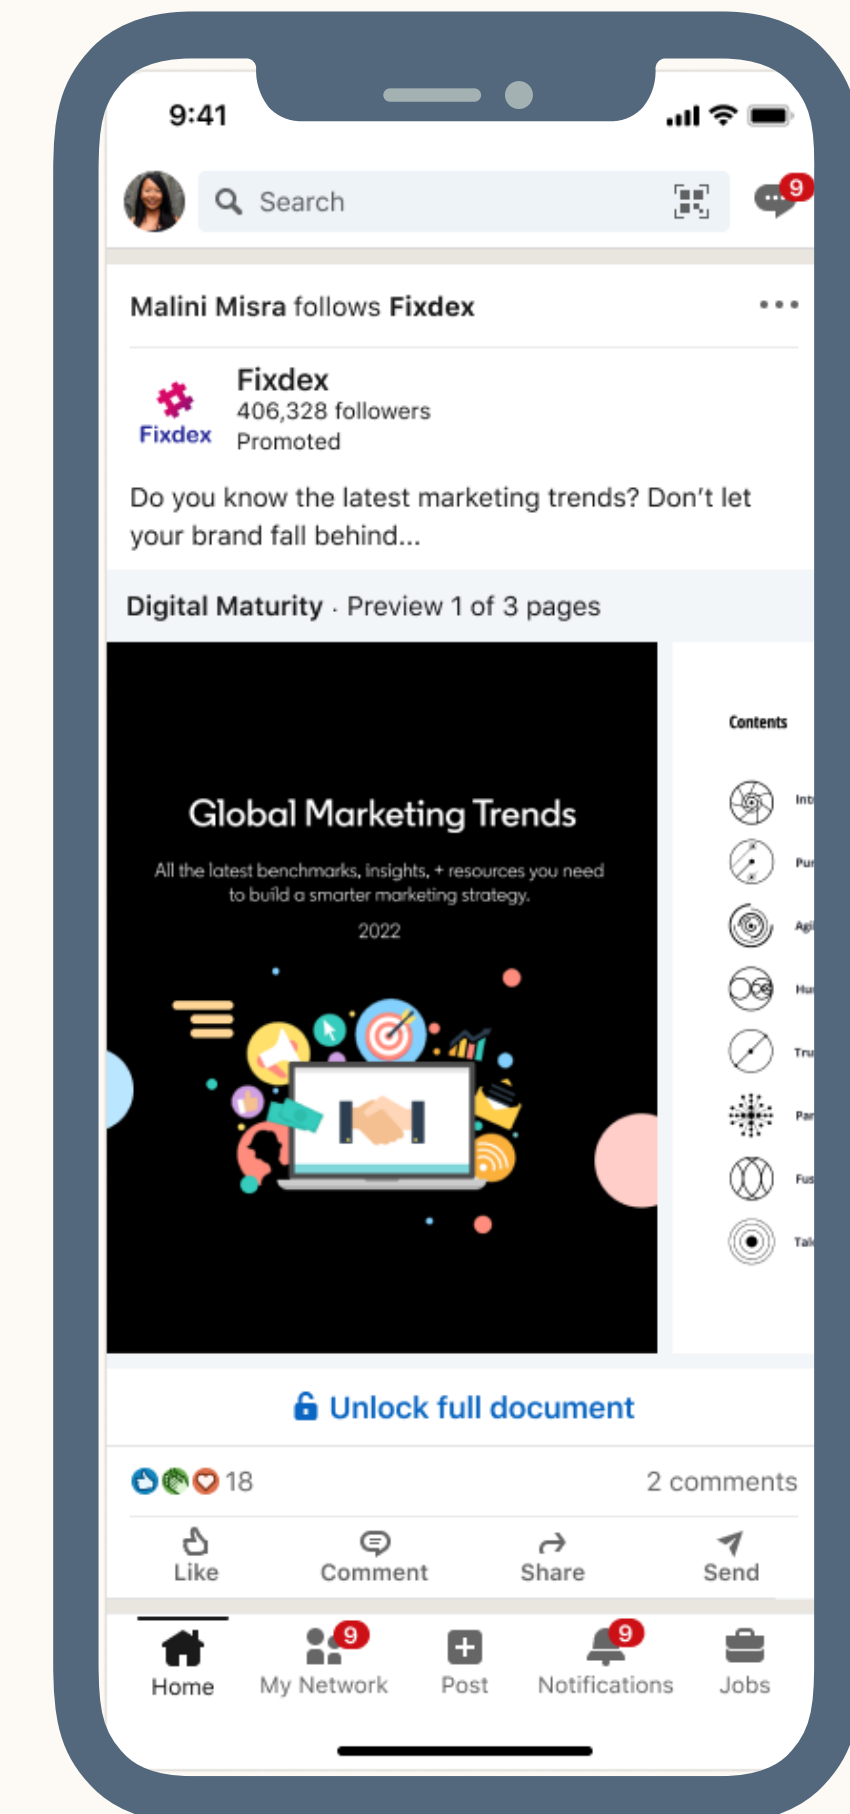 9:41
Search
9
Malini Misra follows Fixdex
Fixdex
Fixdex
406,328 followers
Promoted
Do you know the latest marketing trends? Don't let
your brand fall behind...
Digital Maturity · Preview 1 of 3 pages
Global Marketing Trends
All the latest benchmarks, insights, + resources you need
to build a smarter marketing strategy.
2022
Contents
Unlock full document
18
2 comments
Like
Comment
Share
Send
9
9
Home
My Network
Post
Notifications
Jobs